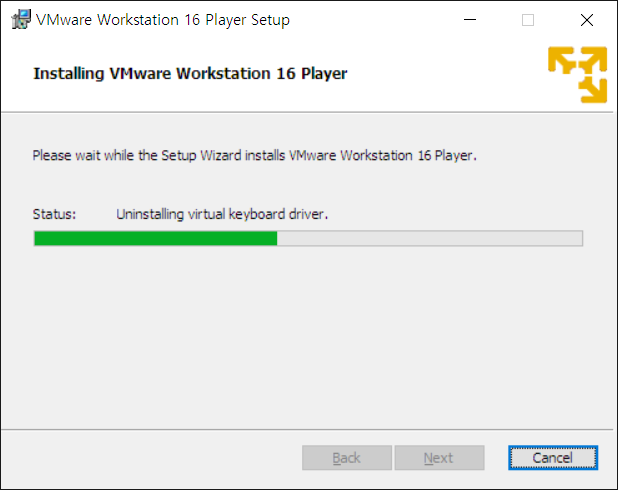 VMware Workstation 16 Player Setup
Installing VMware Workstation 16 Player
Please wait while the Setup Wizard installs VMware Workstation 16 Player.
Status: Uninstalling virtual keyboard driver.
Back Next Cancel